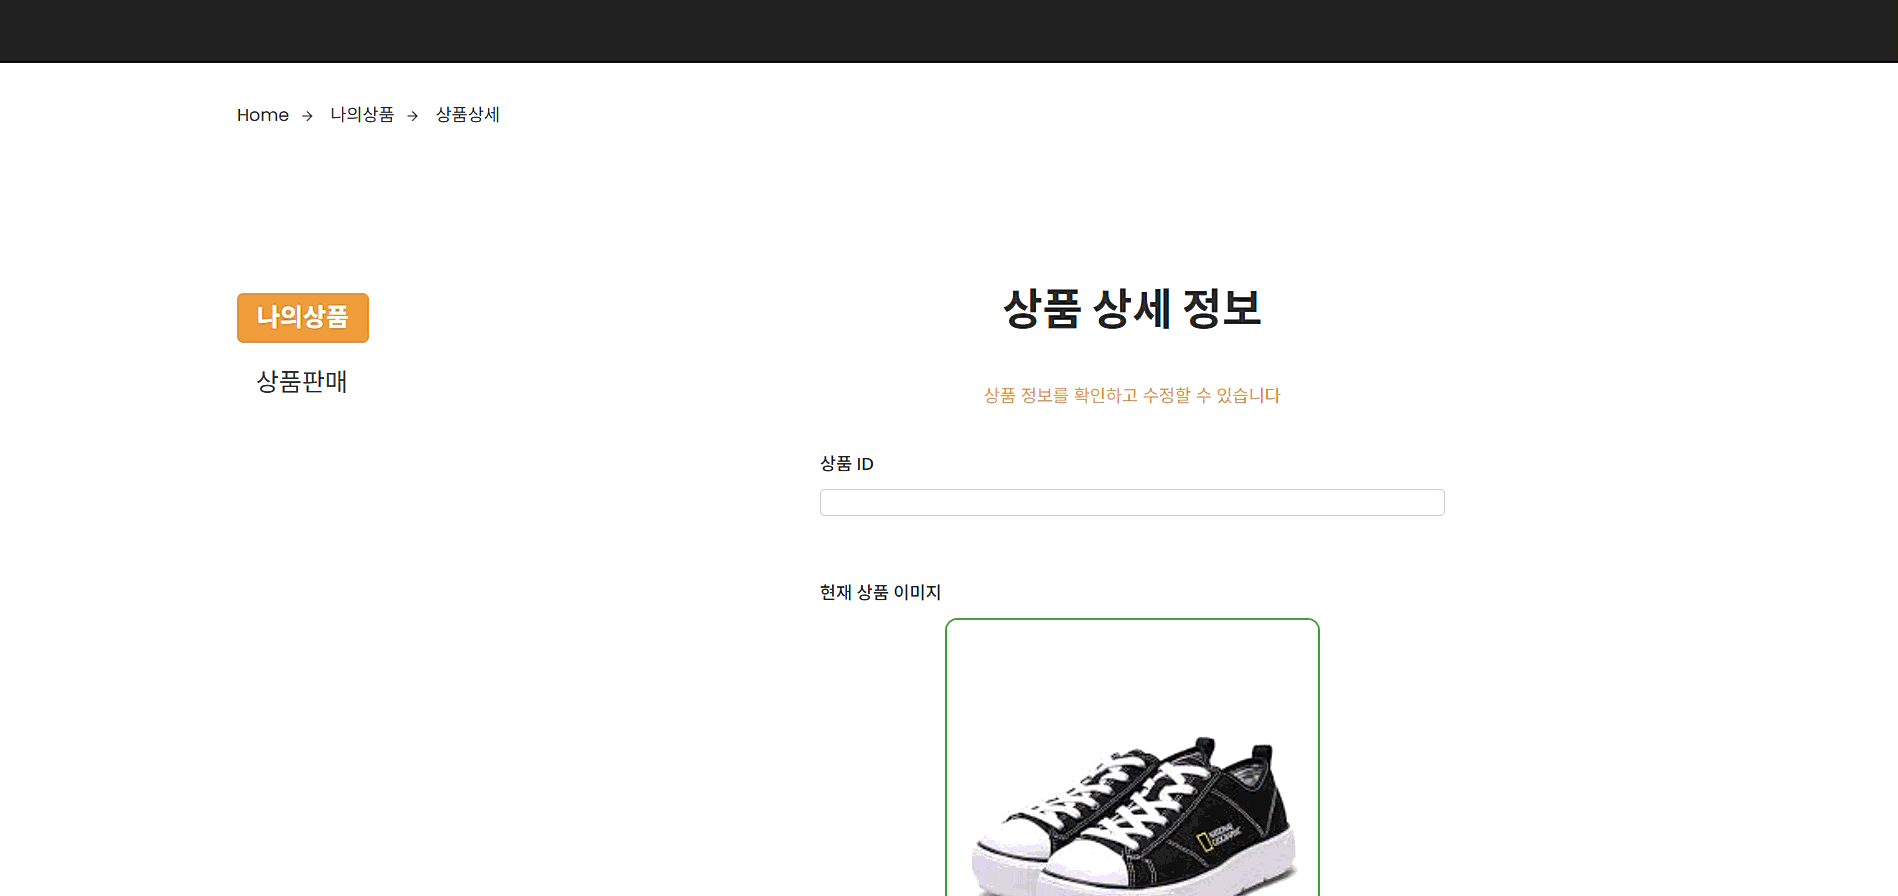 Home → 나의상품 → 상품상세
나의상품
상품판매
상품 상세 정보
상품 정보를 확인하고 수정할 수 있습니다
상품 ID
현재 상품 이미지
NATIONAL
GEOGRAPHIC